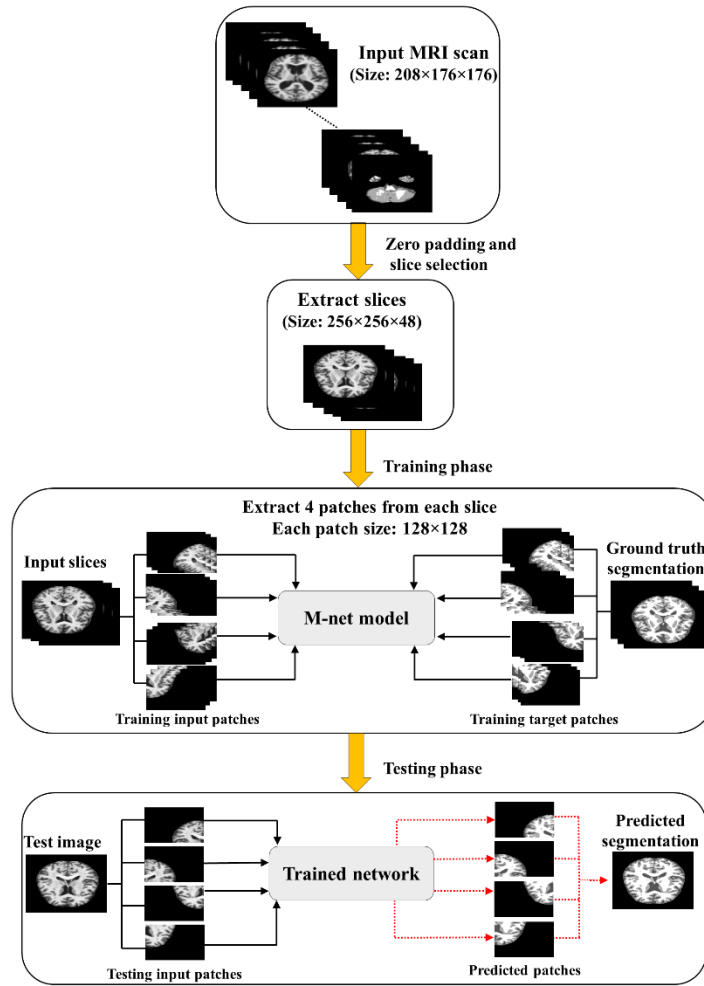 Input MRI scan
(Size: 208×176×176)
Zero padding and
slice selection
Extract slices
(Size: 256×256×48)
Training phase
Extract 4 patches from each slice
Each patch size: 128×128
Input slices
Ground truth
segmentation
M-net model
Training input patches
Training target patches
Testing phase
Test image
Predicted
segmentation
Trained network
Testing input patches
Predicted patches